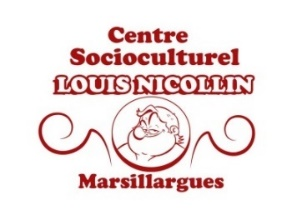 Centre
Socioculturel
LOUIS NICOLLIN
Marsillargues